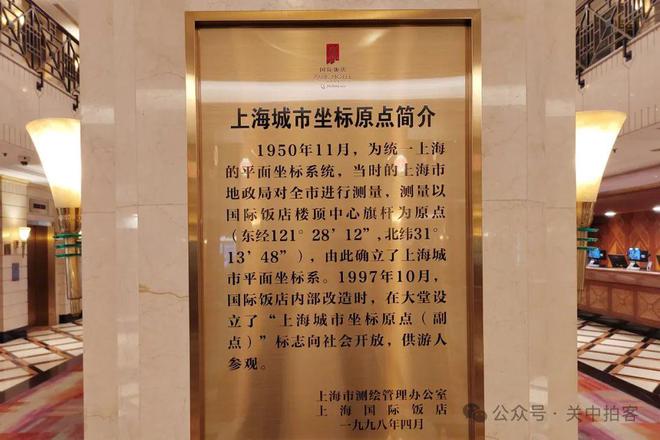 国际饭店
PARK HOTEL
上海城市坐标原点简介
1950年11月，为统一上海
的平面坐标系统，当时的上海市
地政局对全市进行测量，测量以
国际饭店楼顶中心旗杆为原点
（东经121°28′12″，北纬31°
13′48″），由此确立了上海城
市平面坐标系。1997年10月，
国际饭店内部改造时，在大堂设
立了“上海城市坐标原点（副
点）”标志向社会开放，供游人
参观。
上海市测绘管理办公室
上海国际饭店
一九九八年四月
公众号·关中拍客